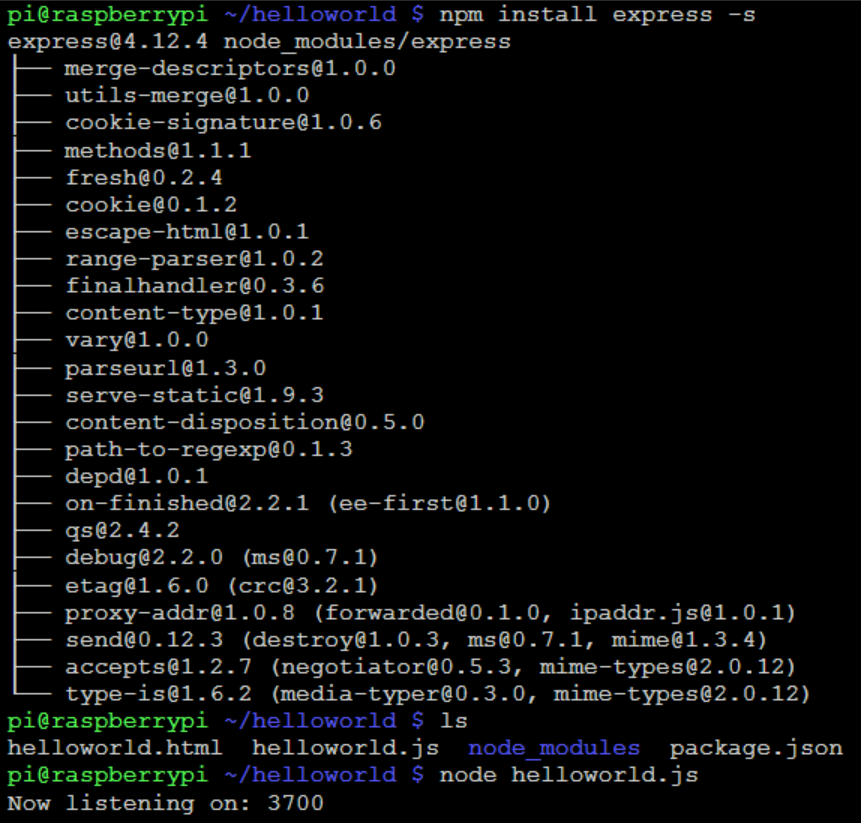 pi@raspberrypi ~/helloworld $ npm install express -s
express@4.12.4 node_modules/express
├── merge-descriptors@1.0.0
├── utils-merge@1.0.0
├── cookie-signature@1.0.6
├── methods@1.1.1
├── fresh@0.2.4
├── cookie@0.1.2
├── escape-html@1.0.1
├── range-parser@1.0.2
├── finalhandler@0.3.6
├── content-type@1.0.1
├── vary@1.0.0
├── parseurl@1.3.0
├── serve-static@1.9.3
├── content-disposition@0.5.0
├── path-to-regexp@0.1.3
├── depd@1.0.1
├── on-finished@2.2.1 (ee-first@1.1.0)
├── qs@2.4.2
├── debug@2.2.0 (ms@0.7.1)
├── etag@1.6.0 (crc@3.2.1)
├── proxy-addr@1.0.8 (forwarded@0.1.0, ipaddr.js@1.0.1)
├── send@0.12.3 (destroy@1.0.3, ms@0.7.1, mime@1.3.4)
├── accepts@1.2.7 (negotiator@0.5.3, mime-types@2.0.12)
└── type-is@1.6.2 (media-typer@0.3.0, mime-types@2.0.12)
pi@raspberrypi ~/helloworld $ ls
helloworld.html  helloworld.js  node_modules  package.json
pi@raspberrypi ~/helloworld $ node helloworld.js
Now listening on: 3700